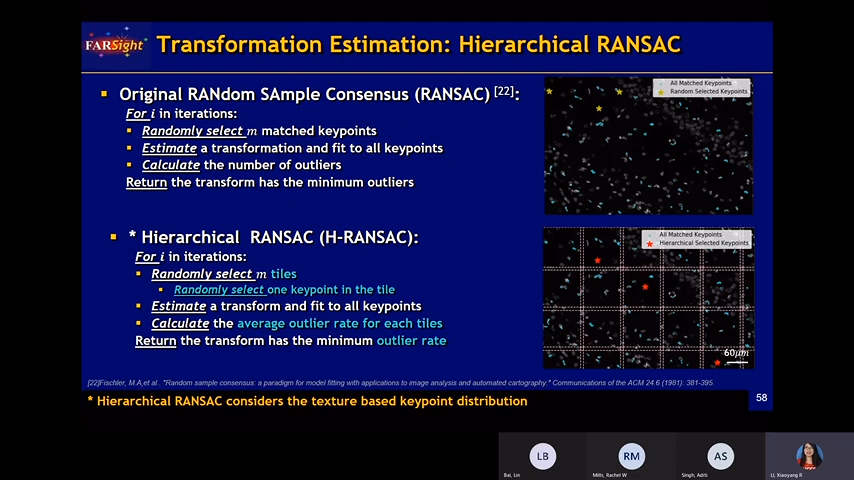 FARSight
Transformation Estimation: Hierarchical RANSAC
▪ Original RANdom SAmple Consensus (RANSAC) [22]:
For i in iterations:
▪ Randomly select m matched keypoints
▪ Estimate a transformation and fit to all keypoints
▪ Calculate the number of outliers
Return the transform has the minimum outliers
All Matched Keypoints
Random Selected Keypoints
▪ * Hierarchical RANSAC (H-RANSAC):
For i in iterations:
▪ Randomly select m tiles
▪ Randomly select one keypoint in the tile
▪ Estimate a transform and fit to all keypoints
▪ Calculate the average outlier rate for each tiles
Return the transform has the minimum outlier rate
All Matched Keypoints
Hierarchical Selected Keypoints
60μm
[22]Fischler, M.A,et al.. "Random sample consensus: a paradigm for model fitting with applications to image analysis and automated cartography." Communications of the ACM 24.6 (1981): 381-395.
* Hierarchical RANSAC considers the texture based keypoint distribution
58
LB
RM
AS
Bai, Lin
Mills, Rachel W
Singh, Aditi
LI, Xiaoyang R